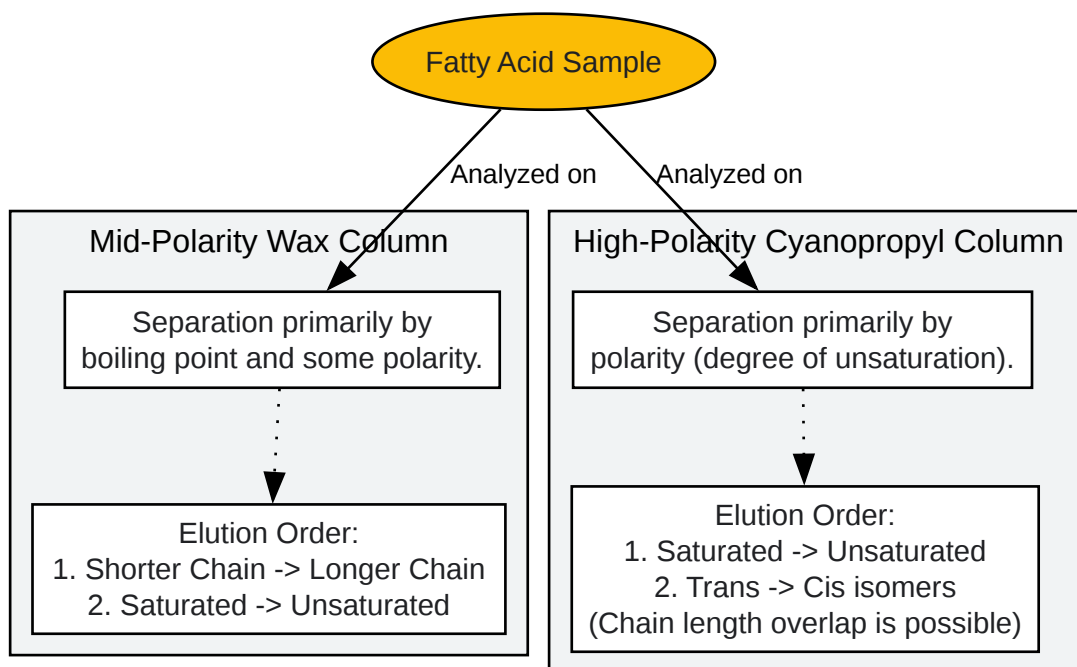 Fatty Acid Sample
Analyzed on
Analyzed on
Mid-Polarity Wax Column
Separation primarily by
boiling point and some polarity.
Elution Order:
1. Shorter Chain -> Longer Chain
2. Saturated -> Unsaturated
High-Polarity Cyanopropyl Column
Separation primarily by
polarity (degree of unsaturation).
Elution Order:
1. Saturated -> Unsaturated
2. Trans -> Cis isomers
(Chain length overlap is possible)